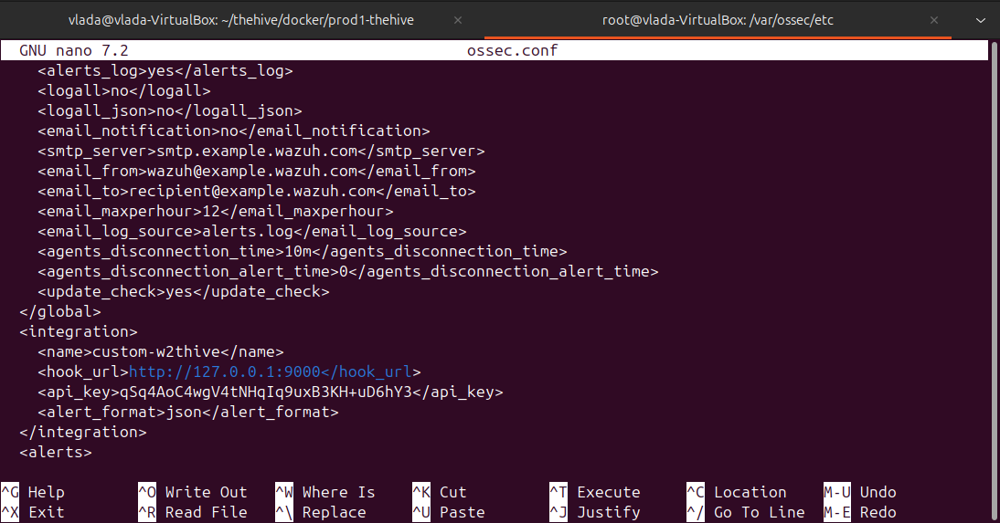 vlada@vlada-VirtualBox: ~/thehive/docker/prod1-thehive × root@vlada-VirtualBox: /var/ossec/etc ×
GNU nano 7.2 ossec.conf
<alerts_log>yes</alerts_log>
<logall>no</logall>
<logall_json>no</logall_json>
<email_notification>no</email_notification>
<smtp_server>smtp.example.wazuh.com</smtp_server>
<email_from>wazuh@example.wazuh.com</email_from>
<email_to>recipient@example.wazuh.com</email_to>
<email_maxperhour>12</email_maxperhour>
<email_log_source>alerts.log</email_log_source>
<agents_disconnection_time>10m</agents_disconnection_time>
<agents_disconnection_alert_time>0</agents_disconnection_alert_time>
<update_check>yes</update_check>
</global>
<integration>
<name>custom-w2thive</name>
<hook_url>http://127.0.0.1:9000</hook_url>
<api_key>qSq4AoC4wgV4tNHqIq9uxB3KH+uD6hY3</api_key>
<alert_format>json</alert_format>
</integration>
<alerts>
^G Help ^O Write Out ^W Where Is ^K Cut ^T Execute ^C Location M-U Undo
^X Exit ^R Read File ^\ Replace ^U Paste ^J Justify ^/ Go To Line M-E Redo